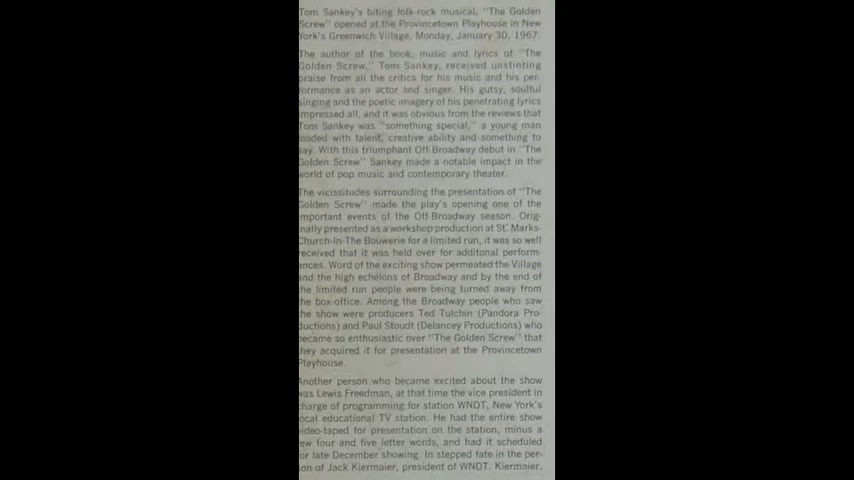 Tom Sankey's biting folk-rock musical, "The Golden
Screw" opened at the Provincetown Playhouse in New
York's Greenwich Village, Monday, January 30, 1967.
The author of the book, music and lyrics of "The
Golden Screw," Tom Sankey, received unstinting
praise from all the critics for his music and his per-
formance as an actor and singer. His gutsy, soulful
singing and the poetic imagery of his penetrating lyrics
impressed all, and it was obvious from the reviews that
Tom Sankey was "something special," a young man
loaded with talent, creative ability and something to
say. With this triumphant Off-Broadway debut in "The
Golden Screw" Sankey made a notable impact in the
world of pop music and contemporary theater.
The vicissitudes surrounding the presentation of "The
Golden Screw" made the play's opening one of the
important events of the Off-Broadway season. Orig-
inally presented as a workshop production at St. Marks-
Church-In-The Bouwerie for a limited run, it was so well
received that it was held over for additonal perform-
ances. Word of the exciting show permeated the Village
and the high echelons of Broadway and by the end of
the limited run people were being turned away from
the box-office. Among the Broadway people who saw
the show were producers Ted Tulchin (Pandora Pro-
ductions) and Paul Stoudt (Delancey Productions) who
became so enthusiastic over "The Golden Screw" that
they acquired it for presentation at the Provincetown
Playhouse.
Another person who became excited about the show
was Lewis Freedman, at that time the vice president in
charge of programming for station WNDT, New York's
local educational TV station. He had the entire show
video-taped for presentation on the station, minus a
few four and five letter words, and had it scheduled
for late December showing. In stepped fate in the per-
son of Jack Kiermaier, president of WNDT. Kiermaier,